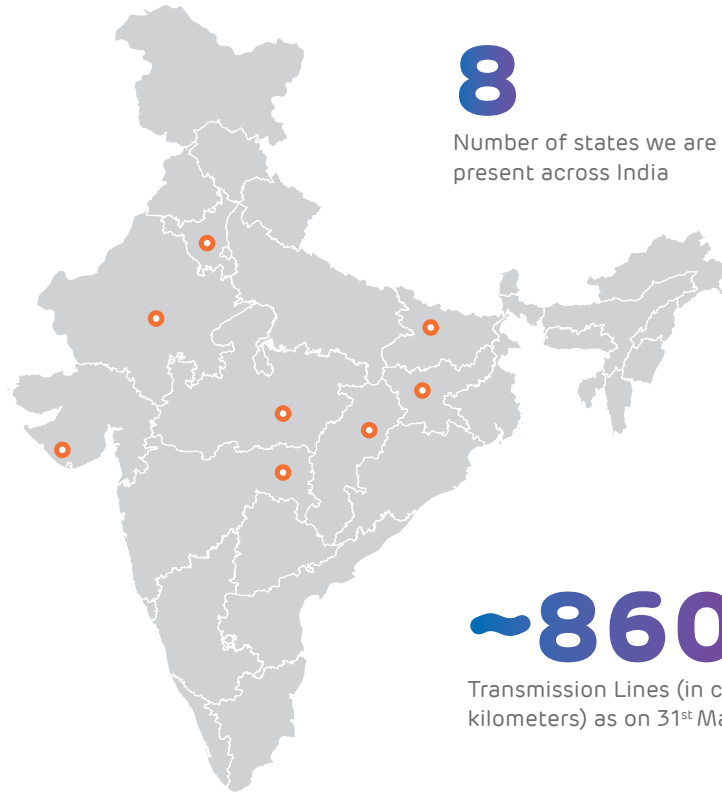 8
Number of states we are
present across India
~860
Transmission Lines (in c
kilometers) as on 31st Ma